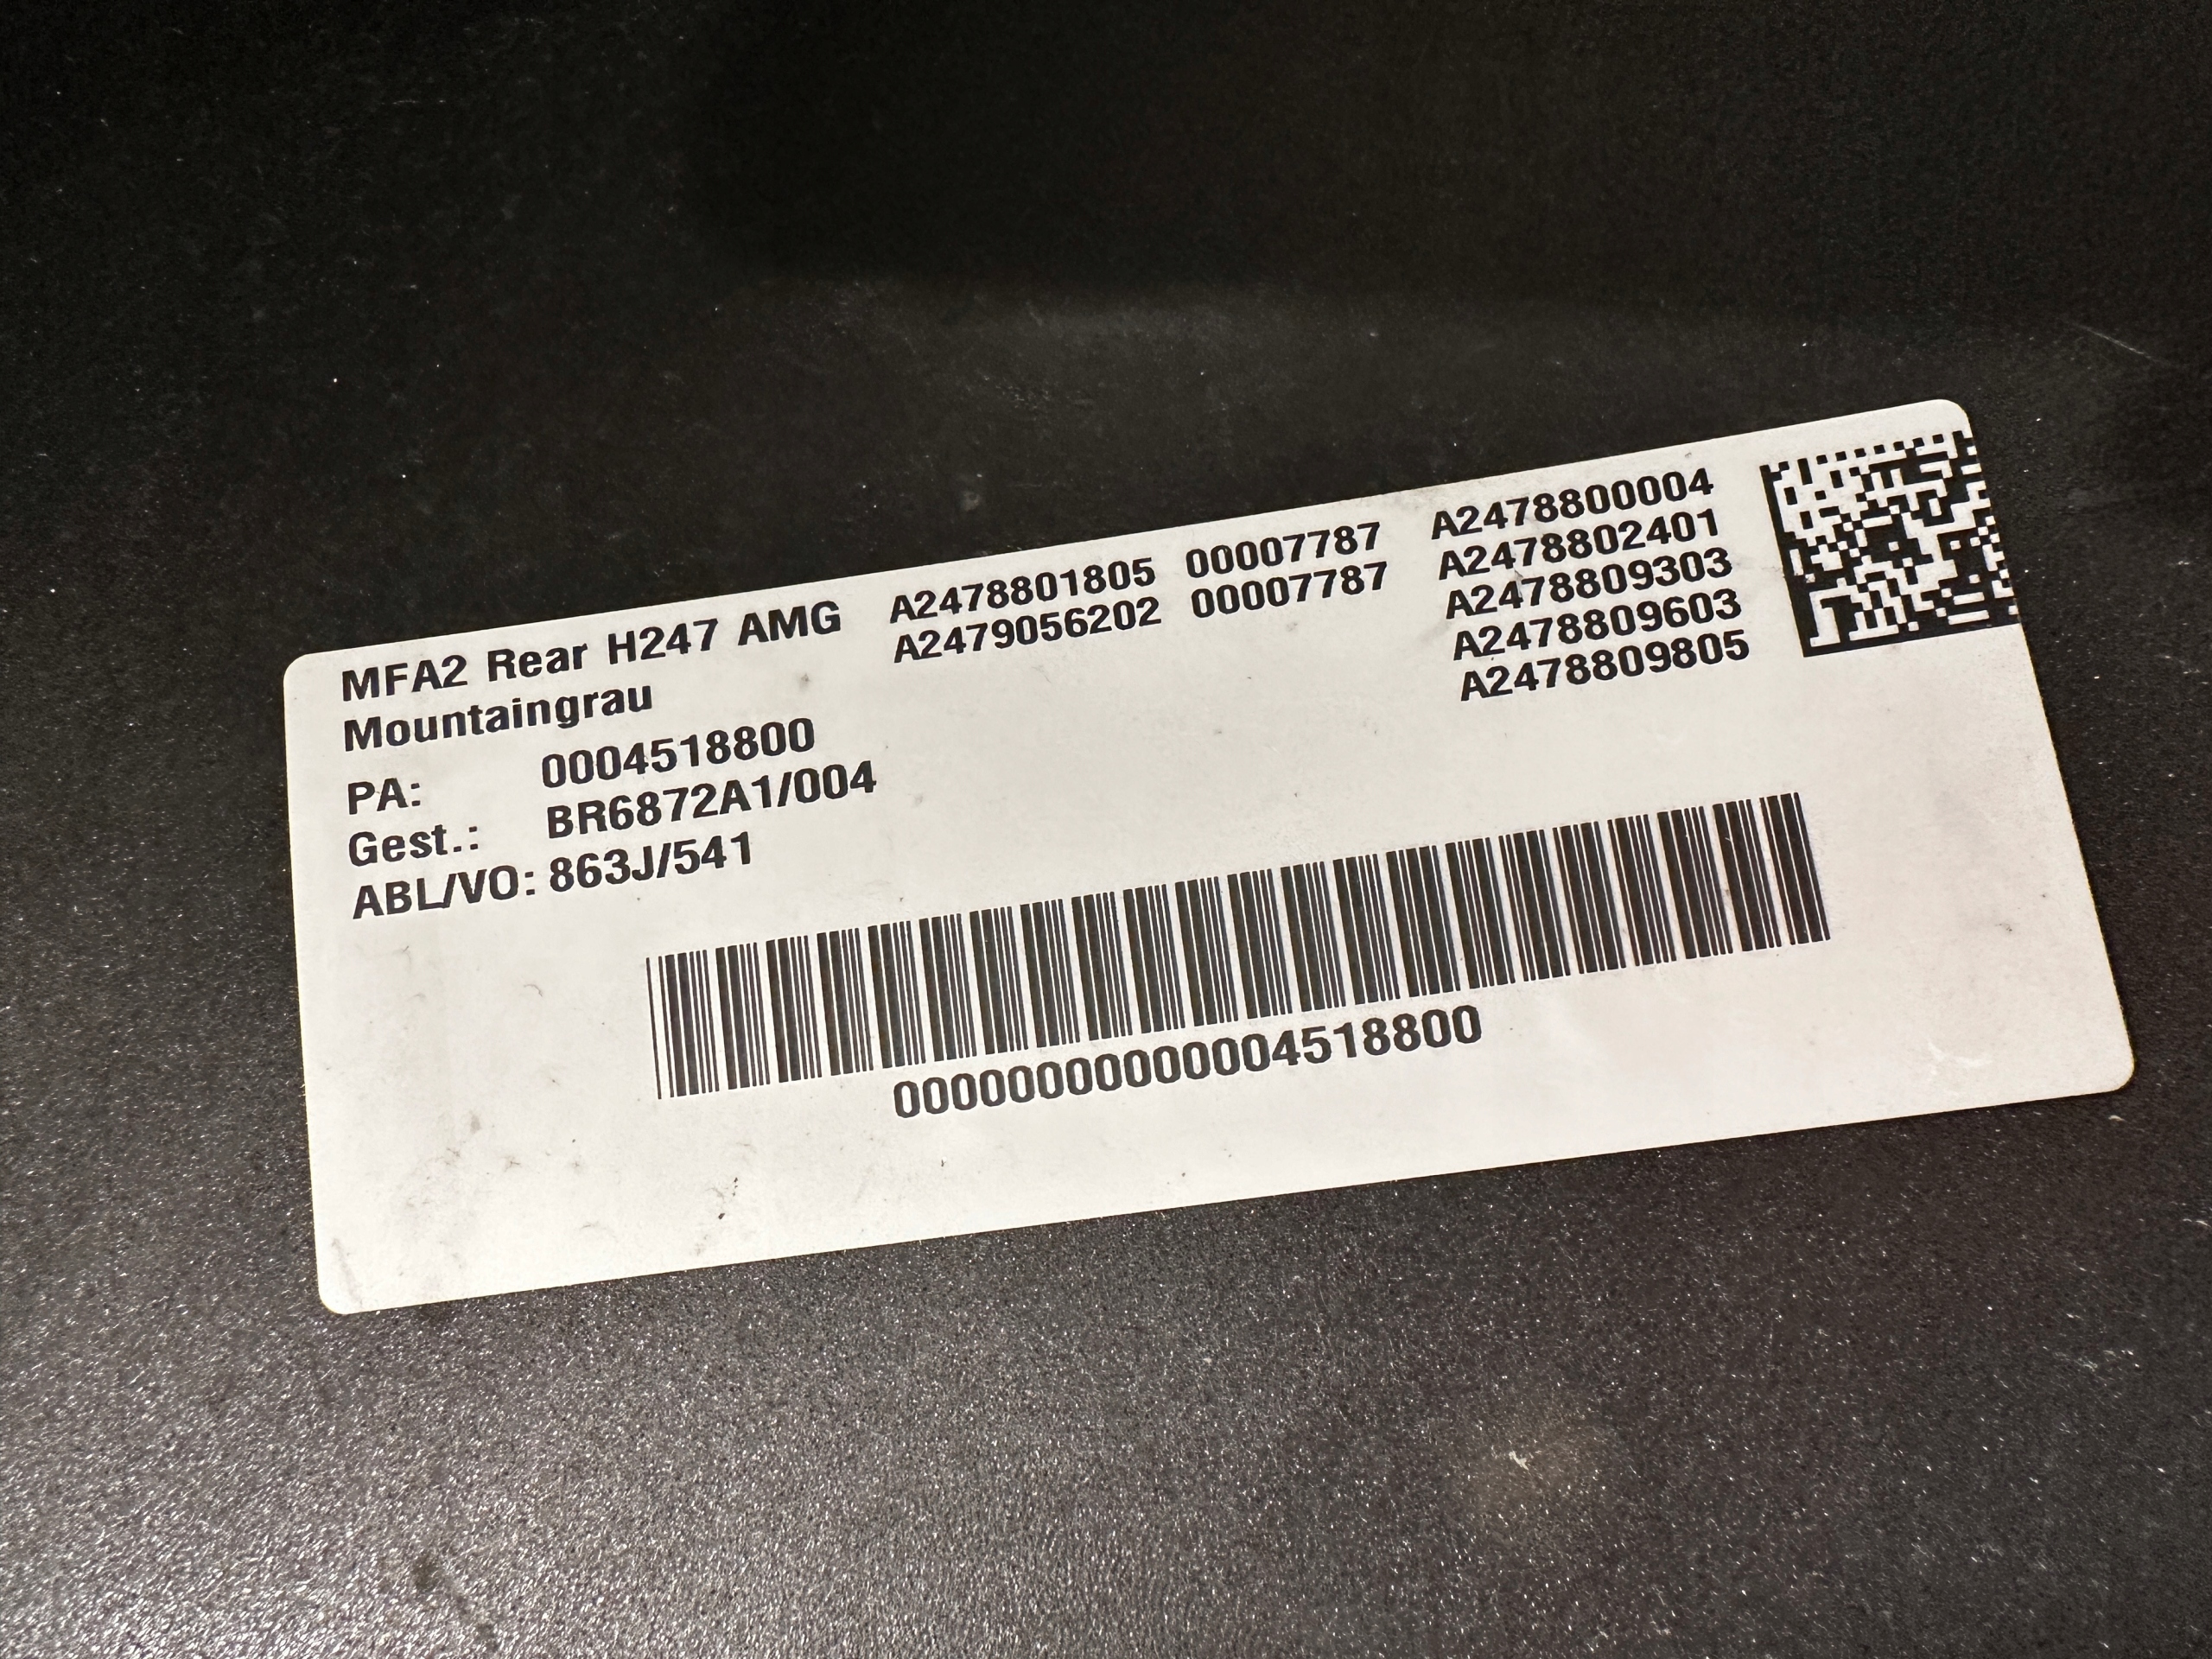 MFA2 Rear H247 AMG
Mountaingrau
PA: 0004518800
Gest.: BR6872A1/004
ABL/VO: 863J/541
A2478801805 00007787
A2479056202 00007787
A2478800004
A2478802401
A2478809303
A2478809603
A2478809805
00000000000004518800